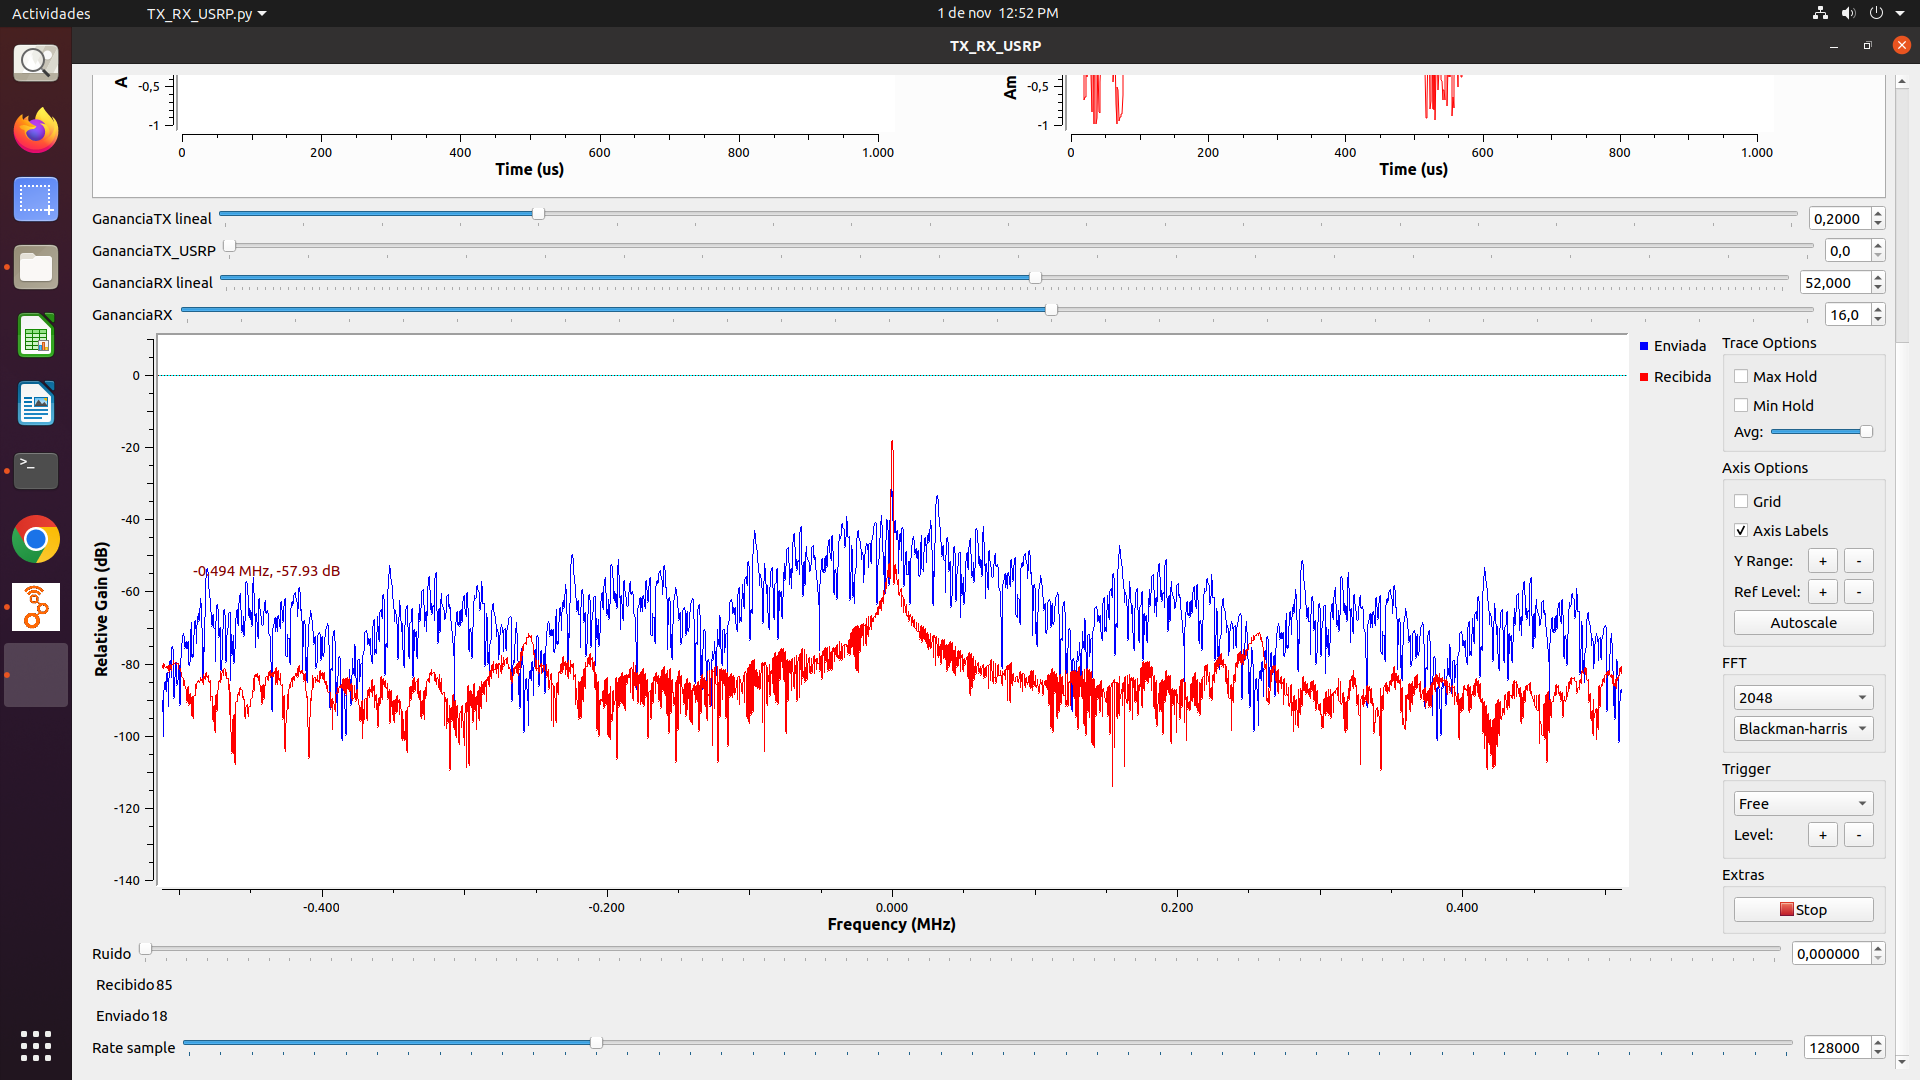 Actividades TX_RX_USRP.py 1 de nov 12:52 PM
TX_RX_USRP
A -0,5 Am -0,5
-1 -1
0 200 400 600 800 1.000 0 200 400 600 800 1.000
Time (us) Time (us)
GananciaTX lineal 0,2000
GananciaTX_USRP 0,0
GananciaRX lineal 52,000
GananciaRX 16,0
Enviada
Recibida
Relative Gain (dB)
0
-20
-40
-60
-80
-100
-120
-140
-0.494 MHz, -57.93 dB
-0.400 -0.200 0.000 0.200 0.400
Frequency (MHz)
Trace Options
Max Hold
Min Hold
Avg:
Axis Options
Grid
Axis Labels
Y Range: + -
Ref Level: + -
Autoscale
FFT
2048
Blackman-harris
Trigger
Free
Level: + -
Extras
Stop
Ruido 0,000000
Recibido 85
Enviado 18
Rate sample 128000